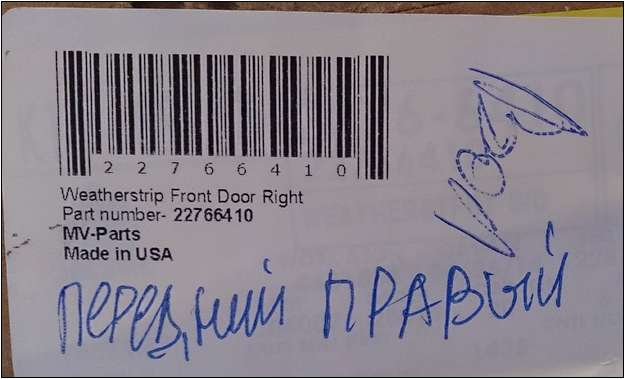 22766410
Weatherstrip Front Door Right
Part number- 22766410
MV-Parts
Made in USA
ПЕРЕДНИЙ ПРАВЫЙ